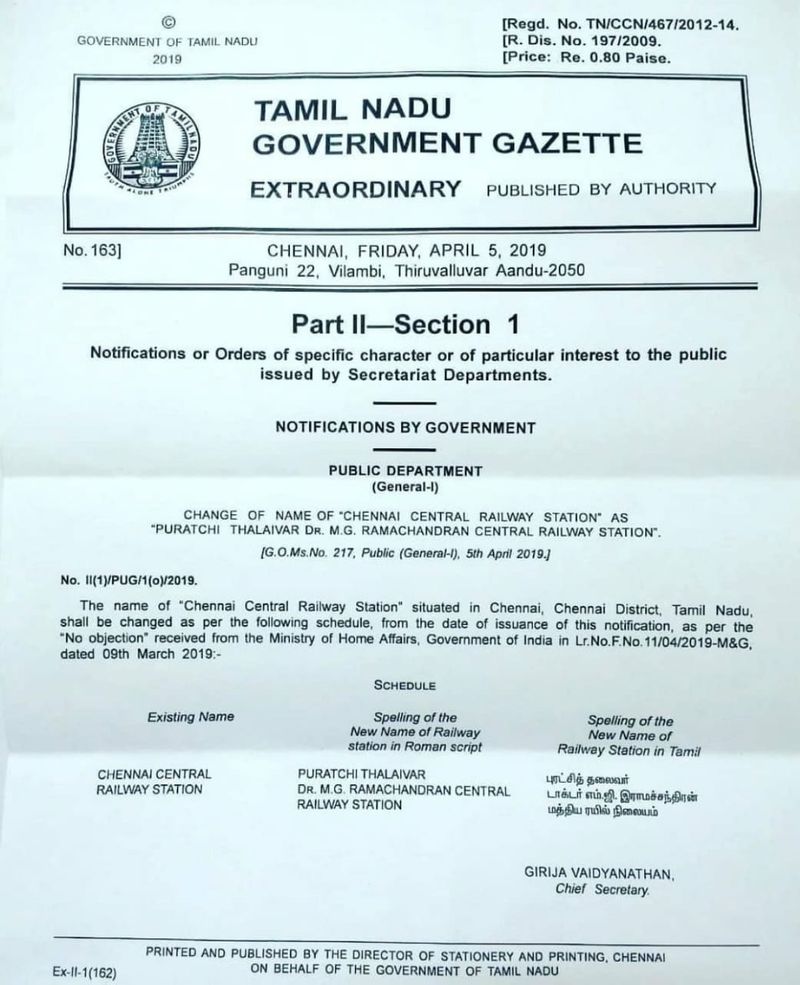 ©
GOVERNMENT OF TAMIL NADU
2019
[Regd. No. TN/CCN/467/2012-14.
[R. Dis. No. 197/2009.
[Price: Re. 0.80 Paise.
GOVERNMENT OF TAMILNADU
TRUTH ALONE TRIUMPHS
TAMIL NADU
GOVERNMENT GAZETTE
EXTRAORDINARY PUBLISHED BY AUTHORITY
No. 163] CHENNAI, FRIDAY, APRIL 5, 2019
Panguni 22, Vilambi, Thiruvalluvar Aandu-2050
Part II—Section 1
Notifications or Orders of specific character or of particular interest to the public
issued by Secretariat Departments.
NOTIFICATIONS BY GOVERNMENT
PUBLIC DEPARTMENT
(General-I)
CHANGE OF NAME OF "CHENNAI CENTRAL RAILWAY STATION" AS
"PURATCHI THALAIVAR DR. M.G. RAMACHANDRAN CENTRAL RAILWAY STATION".
[G.O.Ms.No. 217, Public (General-I), 5th April 2019.]
No. II(1)/PUG/1(o)/2019.
The name of "Chennai Central Railway Station" situated in Chennai, Chennai District, Tamil Nadu,
shall be changed as per the following schedule, from the date of issuance of this notification, as per the
"No objection" received from the Ministry of Home Affairs, Government of India in Lr.No.F.No.11/04/2019-M&G,
dated 09th March 2019:-
SCHEDULE
Existing Name
Spelling of the
New Name of Railway
station in Roman script
Spelling of the
New Name of
Railway Station in Tamil
CHENNAI CENTRAL
RAILWAY STATION
PURATCHI THALAIVAR
DR. M.G. RAMACHANDRAN CENTRAL
RAILWAY STATION
புரட்சித் தலைவர்
டாக்டர் எம்.ஜி. இராமச்சந்திரன்
மத்திய ரயில் நிலையம்
GIRIJA VAIDYANATHAN,
Chief Secretary.
PRINTED AND PUBLISHED BY THE DIRECTOR OF STATIONERY AND PRINTING, CHENNAI
ON BEHALF OF THE GOVERNMENT OF TAMIL NADU
Ex-II-1(162)